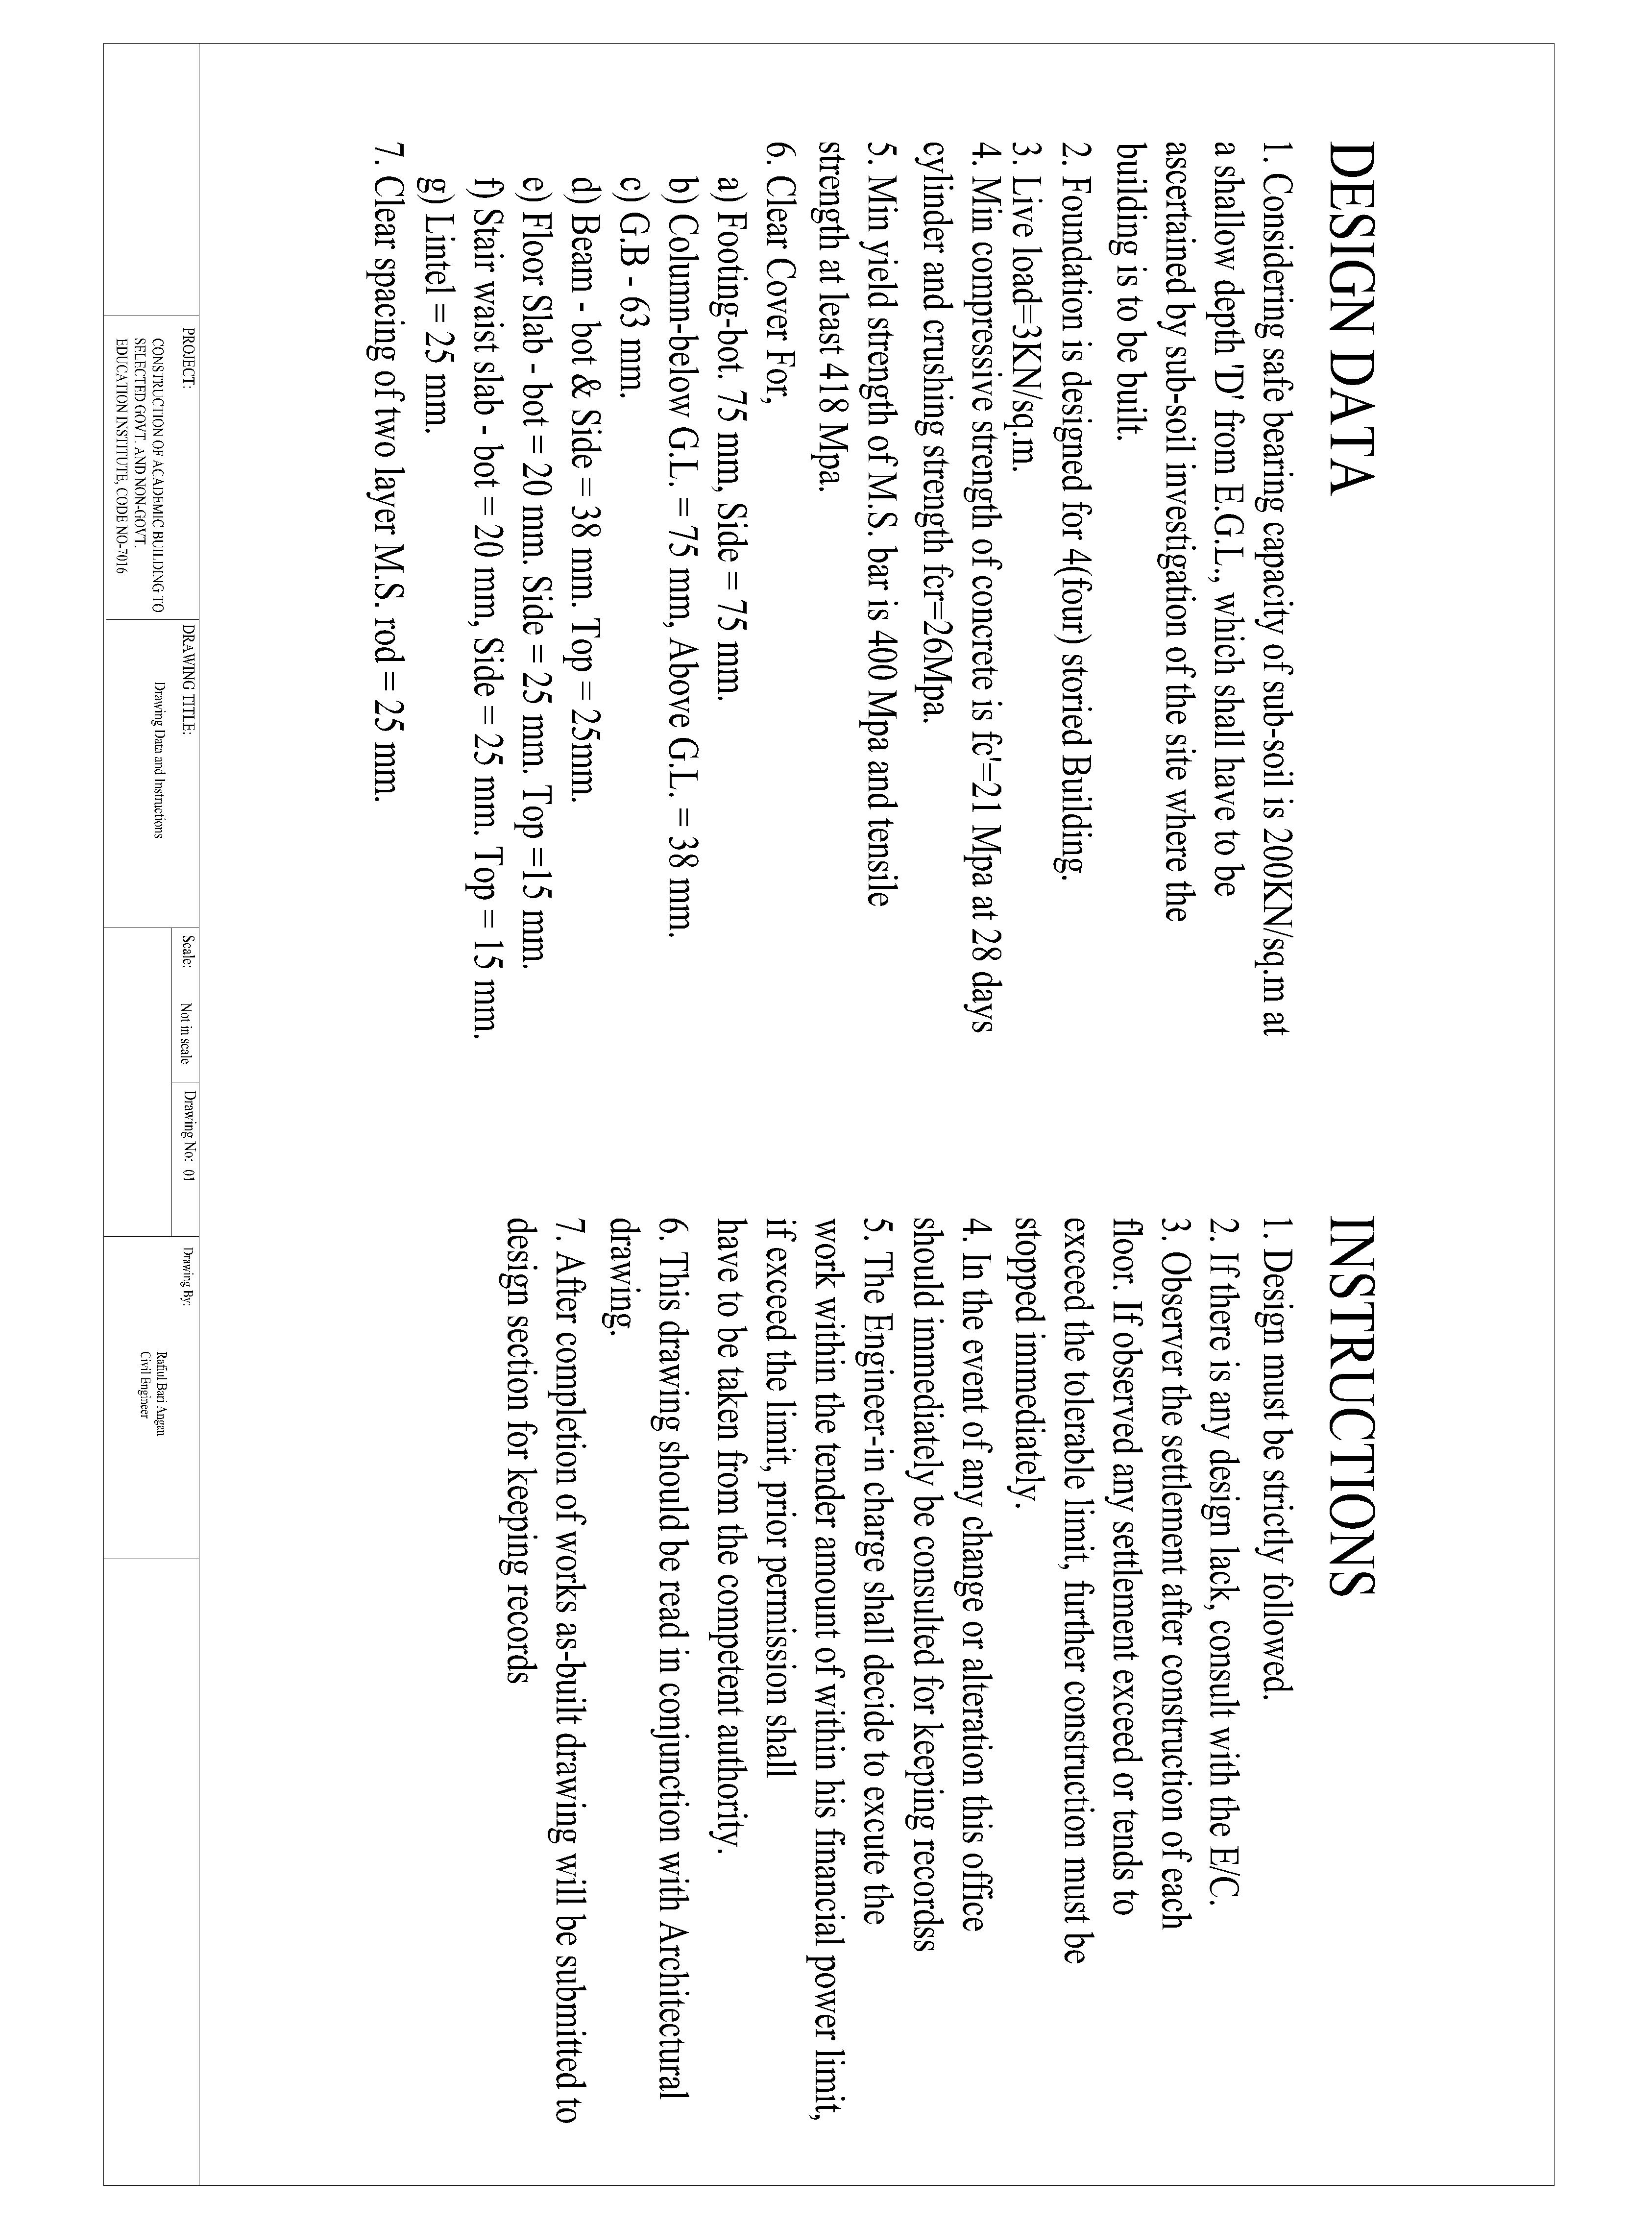 DESIGN DATA
1. Considering safe bearing capacity of sub-soil is 200KN/sq.m at
a shallow depth 'D' from E.G.L., which shall have to be
ascertained by sub-soil investigation of the site where the
building is to be built.
2. Foundation is designed for 4(four) storied Building.
3. Live load=3KN/sq.m.
4. Min compressive strength of concrete is fc'=21 Mpa at 28 days
cylinder and crushing strength fcr=26Mpa.
5. Min yield strength of M.S. bar is 400 Mpa and tensile
strength at least 418 Mpa.
6. Clear Cover For,
a) Footing-bot. 75 mm, Side = 75 mm.
b) Column-below G.L. = 75 mm, Above G.L. = 38 mm.
c) G.B - 63 mm.
d) Beam - bot & Side = 38 mm. Top = 25mm.
e) Floor Slab - bot = 20 mm. Side = 25 mm. Top =15 mm.
f) Stair waist slab - bot = 20 mm, Side = 25 mm. Top = 15 mm.
g) Lintel = 25 mm.
7. Clear spacing of two layer M.S. rod = 25 mm.
INSTRUCTIONS
1. Design must be strictly followed.
2. If there is any design lack, consult with the E/C.
3. Observer the settlement after construction of each
floor. If observed any settlement exceed or tends to
exceed the tolerable limit, further construction must be
stopped immediately.
4. In the event of any change or alteration this office
should immediately be consulted for keeping recordss
5. The Engineer-in charge shall decide to excute the
work within the tender amount of within his financial power limit,
if exceed the limit, prior permission shall
have to be taken from the competent authority.
6. This drawing should be read in conjunction with Architectural
drawing.
7. After completion of works as-built drawing will be submitted to
design section for keeping records
PROJECT:
CONSTRUCTION OF ACADEMIC BUILDING TO
SELECTED GOVT. AND NON-GOVT.
EDUCATION INSTITUTE, CODE NO-7016
DRAWING TITLE:
Drawing Data and Instructions
Scale: Not in scale
Drawing No: 01
Drawing By:
Rafiul Bari Angan
Civil Engineer